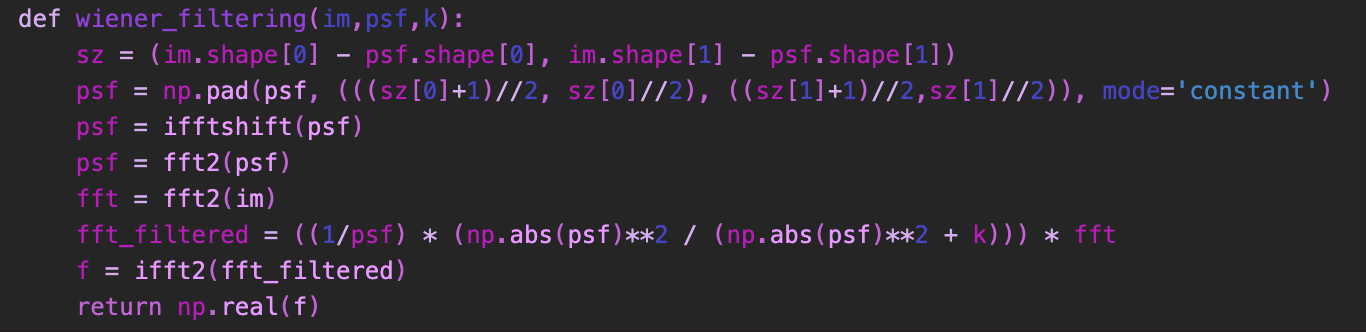 def wiener_filtering(im,psf,k):
    sz = (im.shape[0] - psf.shape[0], im.shape[1] - psf.shape[1])
    psf = np.pad(psf, (((sz[0]+1)//2, sz[0]//2), ((sz[1]+1)//2,sz[1]//2)), mode='constant')
    psf = ifftshift(psf)
    psf = fft2(psf)
    fft = fft2(im)
    fft_filtered = ((1/psf) * (np.abs(psf)**2 / (np.abs(psf)**2 + k))) * fft
    f = ifft2(fft_filtered)
    return np.real(f)